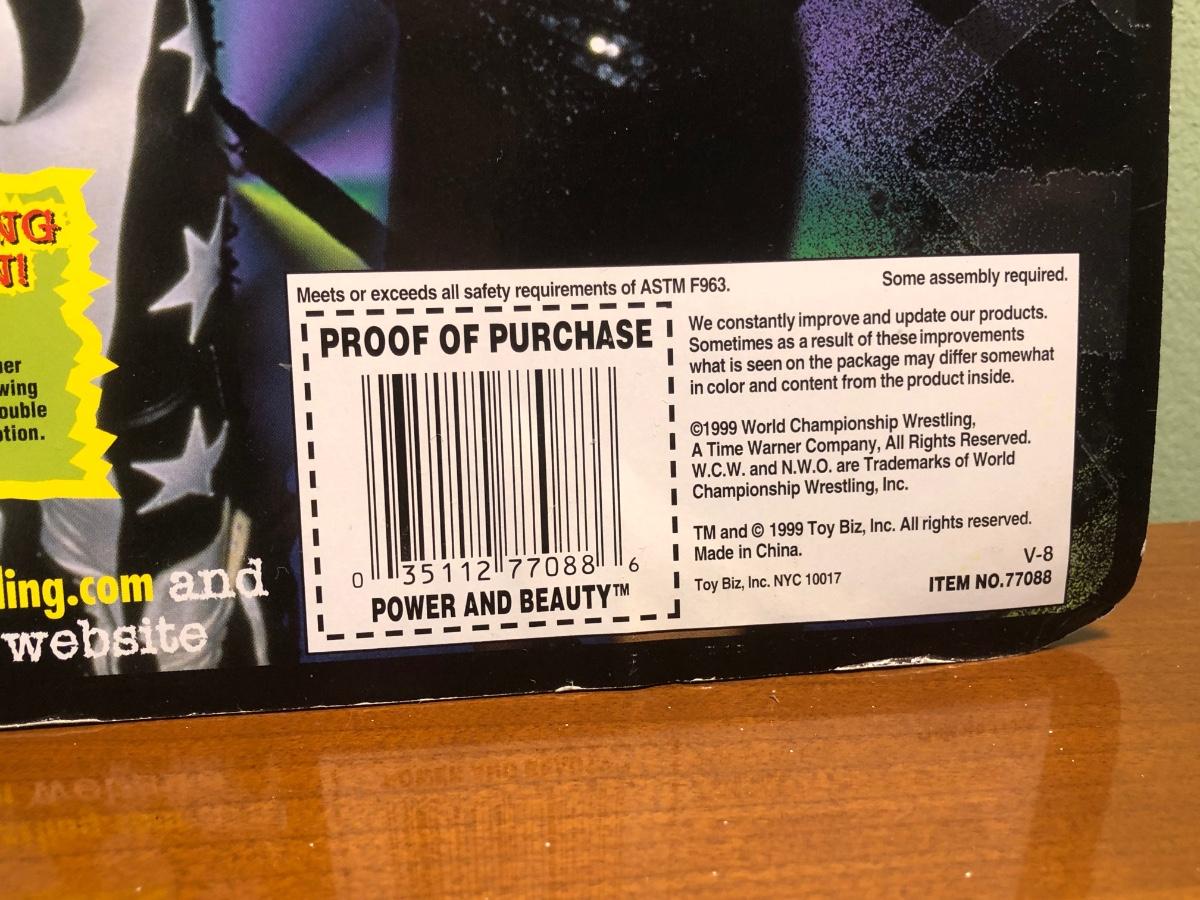 NG
N!
her
wing
ouble
otion.
ling.com and
website
Meets or exceeds all safety requirements of ASTM F963.
Some assembly required.
PROOF OF PURCHASE
0 35112 77088 6
POWER AND BEAUTY™
We constantly improve and update our products.
Sometimes as a result of these improvements
what is seen on the package may differ somewhat
in color and content from the product inside.
©1999 World Championship Wrestling,
A Time Warner Company, All Rights Reserved.
W.C.W. and N.W.O. are Trademarks of World
Championship Wrestling, Inc.
TM and © 1999 Toy Biz, Inc. All rights reserved.
Made in China.
V-8
Toy Biz, Inc. NYC 10017
ITEM NO.77088